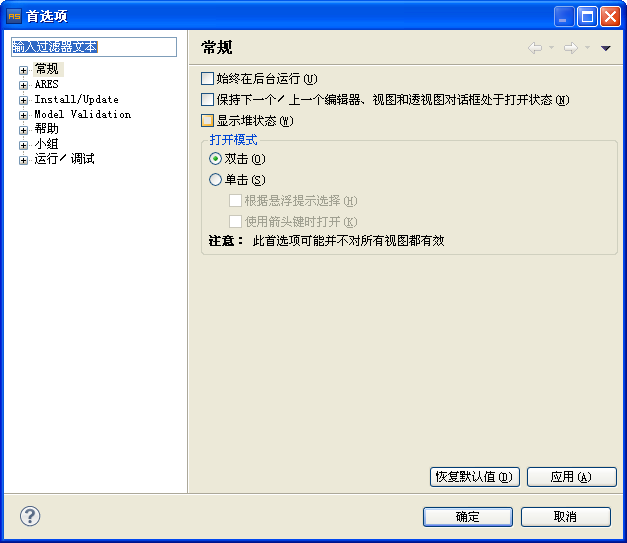 RS 首选项
输入过滤器文本
常规
ARES
Install/Update
Model Validation
帮助
小组
运行/调试
常规
始终在后台运行(U)
保持下一个/上一个编辑器、视图和透视图对话框处于打开状态(N)
显示堆状态(W)
打开模式
双击(O)
单击(S)
根据悬浮提示选择(H)
使用箭头键时打开(K)
注意： 此首选项可能并不对所有视图都有效
恢复默认值(D) 应用(A)
? 确定 取消